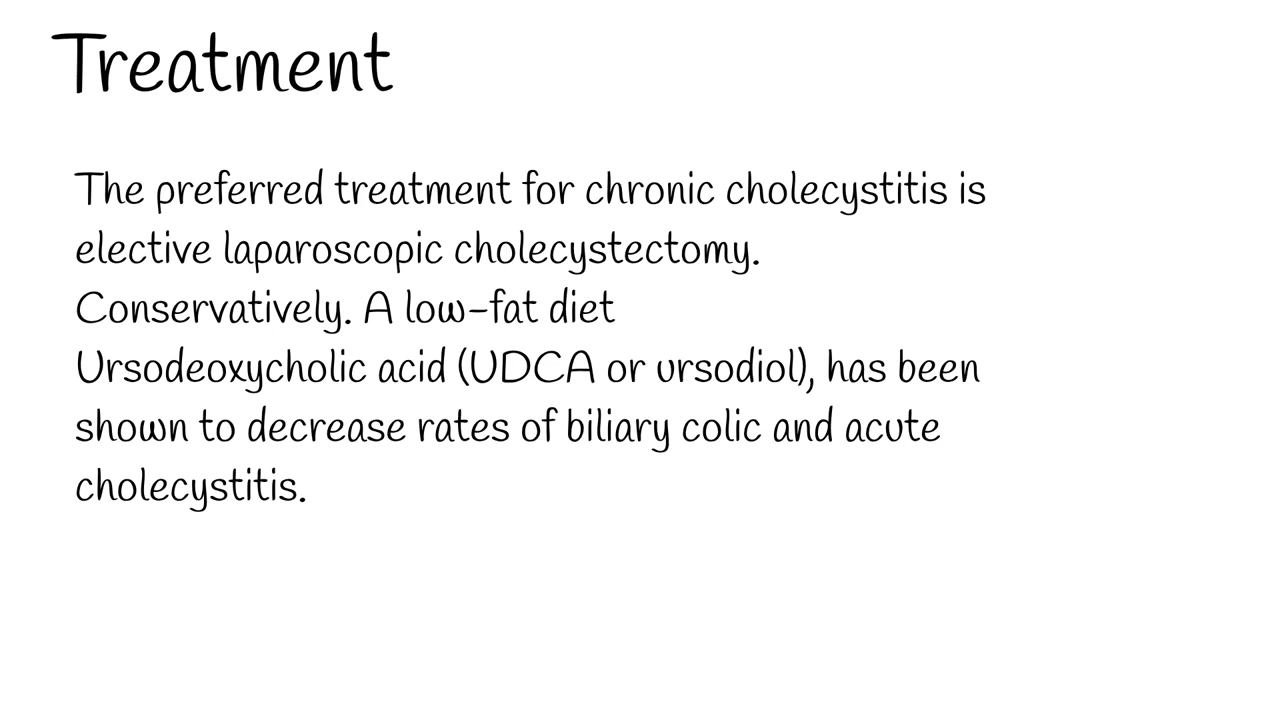 Treatment
The preferred treatment for chronic cholecystitis is
elective laparoscopic cholecystectomy.
Conservatively. A low-fat diet
Ursodeoxycholic acid (UDCA or ursodiol), has been
shown to decrease rates of biliary colic and acute
cholecystitis.